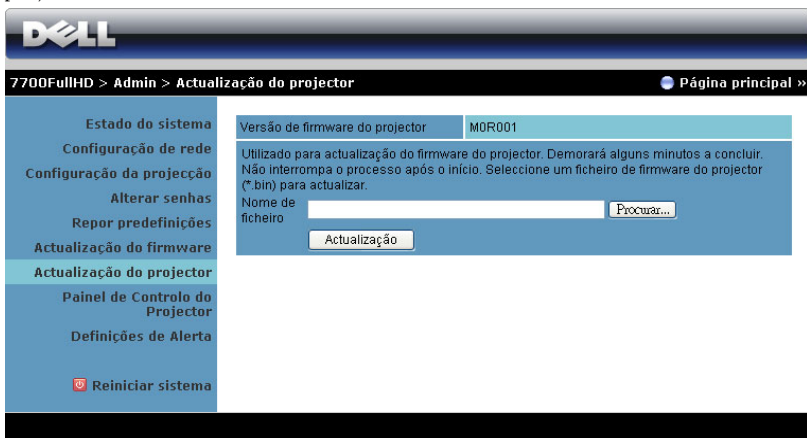 DELL
7700FullHD > Admin > Actualização do projector
Página principal »
Estado do sistema
Configuração de rede
Configuração da projecção
Alterar senhas
Repor predefinições
Actualização do firmware
Actualização do projector
Painel de Controlo do
Projector
Definições de Alerta
Reiniciar sistema
Versão de firmware do projector
M0R001
Utilizado para actualização do firmware do projector. Demorará alguns minutos a concluir.
Não interrompa o processo após o início. Seleccione um ficheiro de firmware do projector
(*.bin) para actualizar.
Nome de
ficheiro
Procurar...
Actualização